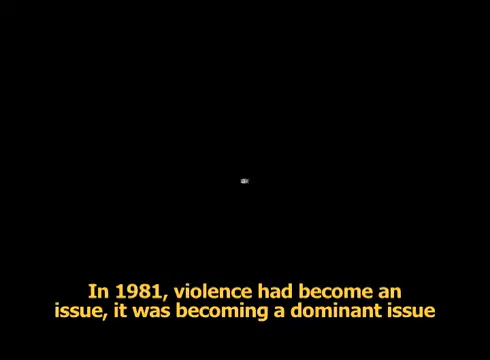 In 1981, violence had become an
issue, it was becoming a dominant issue